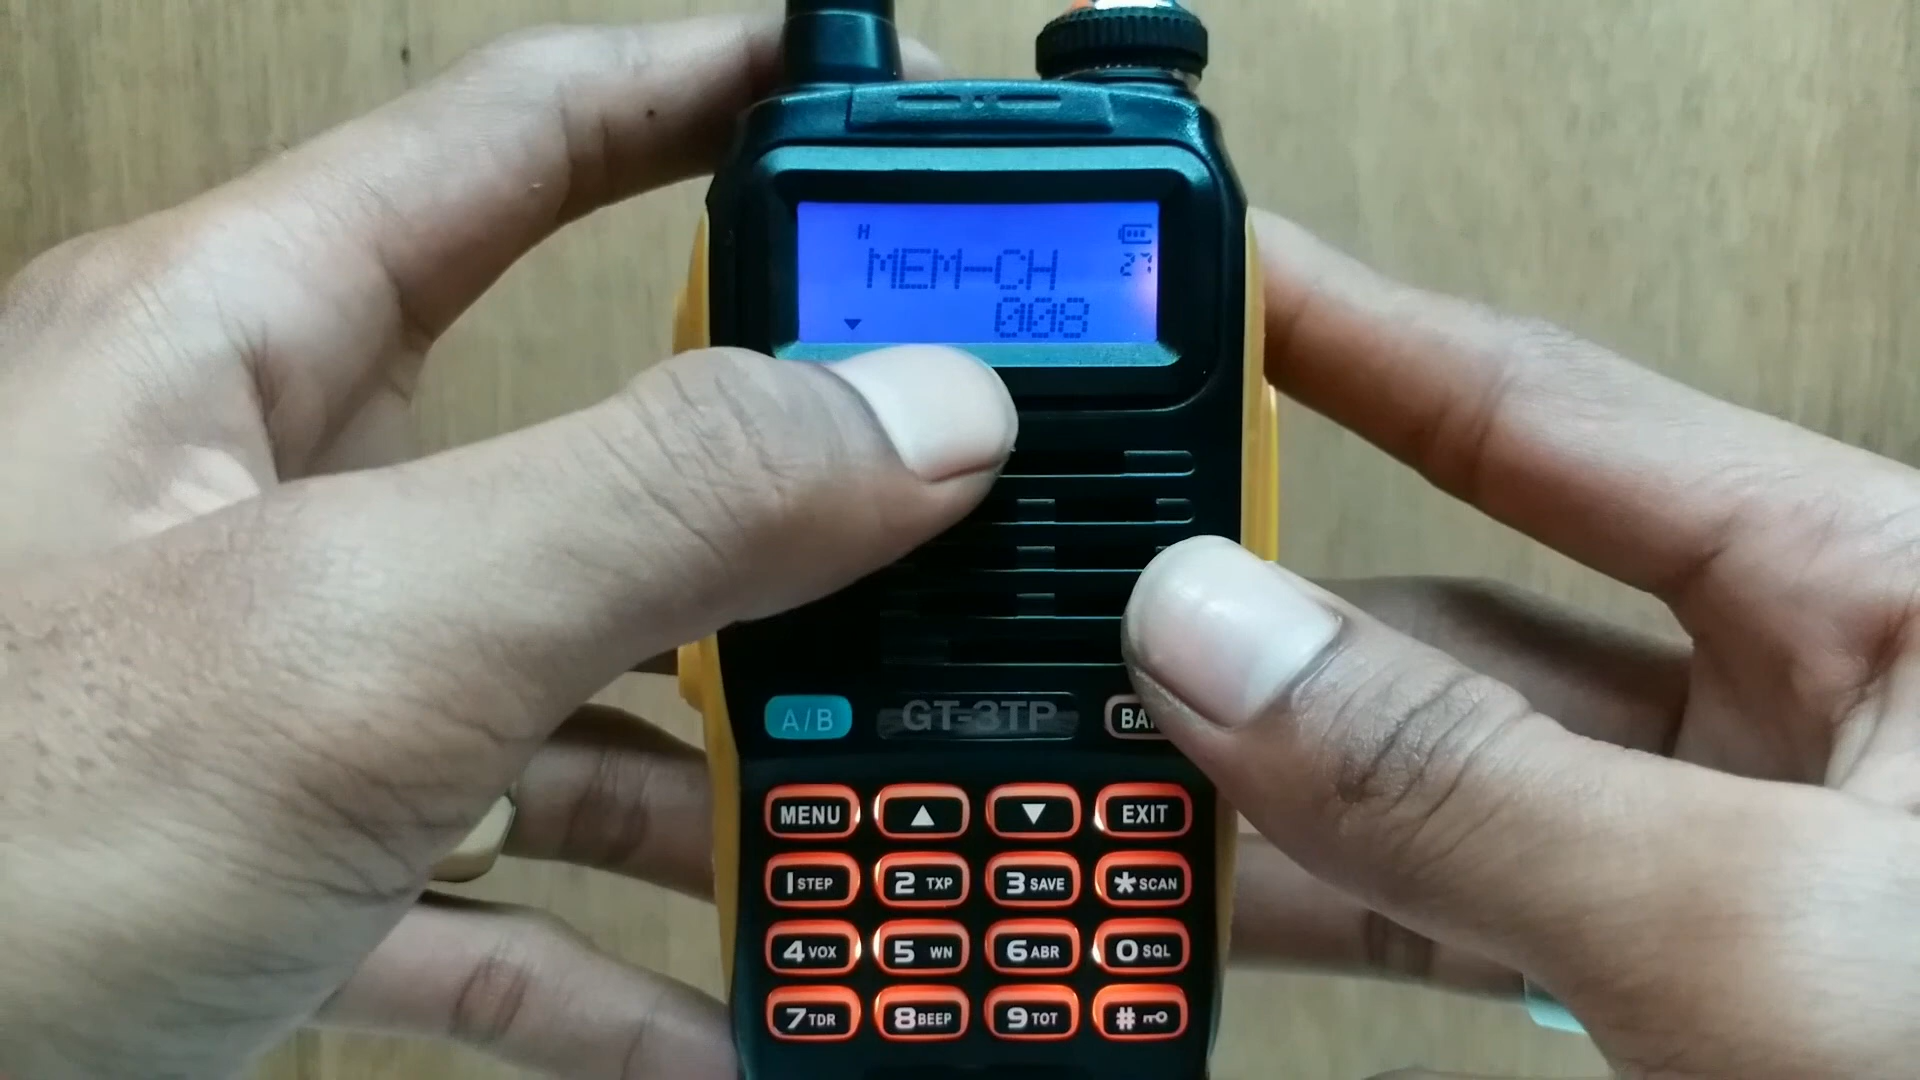 H
MEM-CH 27
008
A/B GT-3TP
MENU ▲ ▼ EXIT
1 STEP 2 TXP 3 SAVE * SCAN
4 VOX 5 WN 6 ABR 0 SQL
7 TDR 8 BEEP 9 TOT #